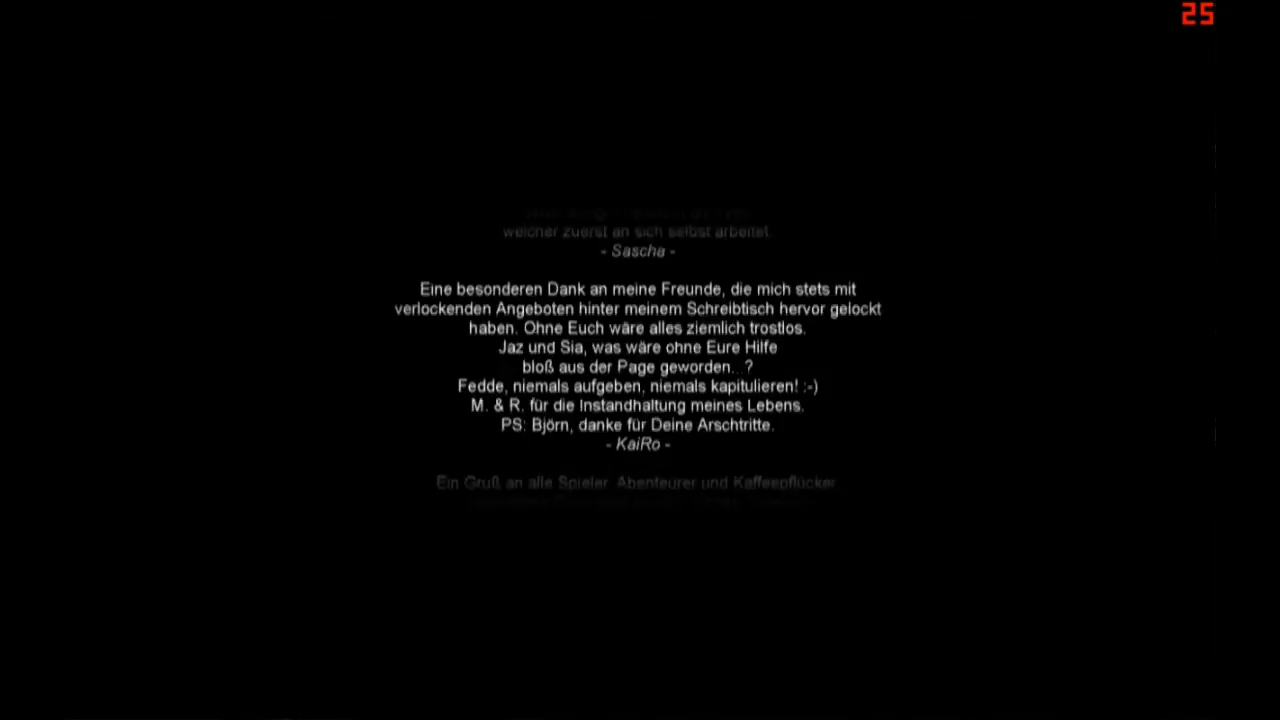 25
welcher zuerst an sich selbst arbeitet.
- Sascha -
Eine besonderen Dank an meine Freunde, die mich stets mit
verlockenden Angeboten hinter meinem Schreibtisch hervor gelockt
haben. Ohne Euch wäre alles ziemlich trostlos.
Jaz und Sia, was wäre ohne Eure Hilfe
bloß aus der Page geworden...?
Fedde, niemals aufgeben, niemals kapitulieren! :-)
M. & R. für die Instandhaltung meines Lebens.
PS: Björn, danke für Deine Arschtritte.
- KaiRo -
Ein Gruß an alle Spieler, Abenteurer und Kaffeepflücker